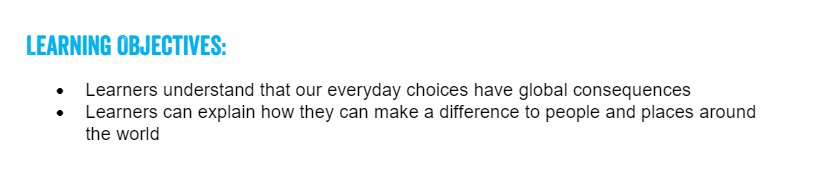 LEARNING OBJECTIVES:
• Learners understand that our everyday choices have global consequences
• Learners can explain how they can make a difference to people and places around
the world